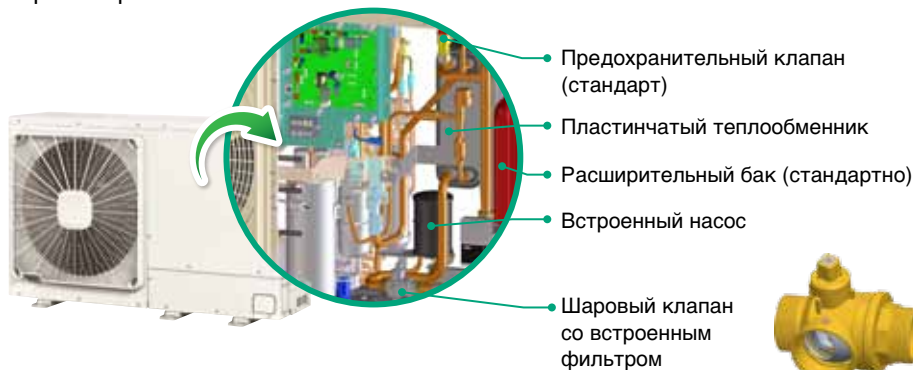 Предохранительный клапан
(стандарт)
Пластинчатый теплообменник
Расширительный бак (стандартно)
Встроенный насос
Шаровый клапан
со встроенным
фильтром